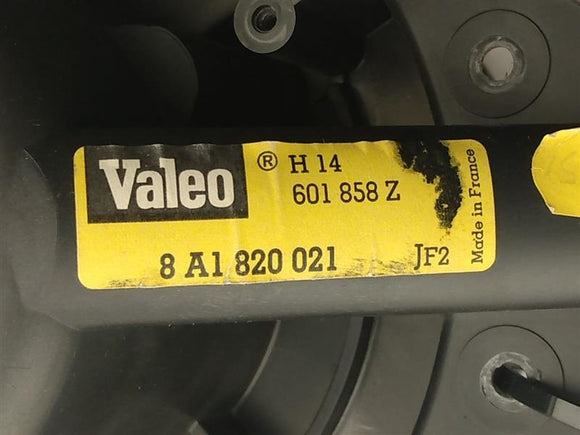 Valeo ® H 14
601 858 Z
8 A1 820 021 JF2
Made in France